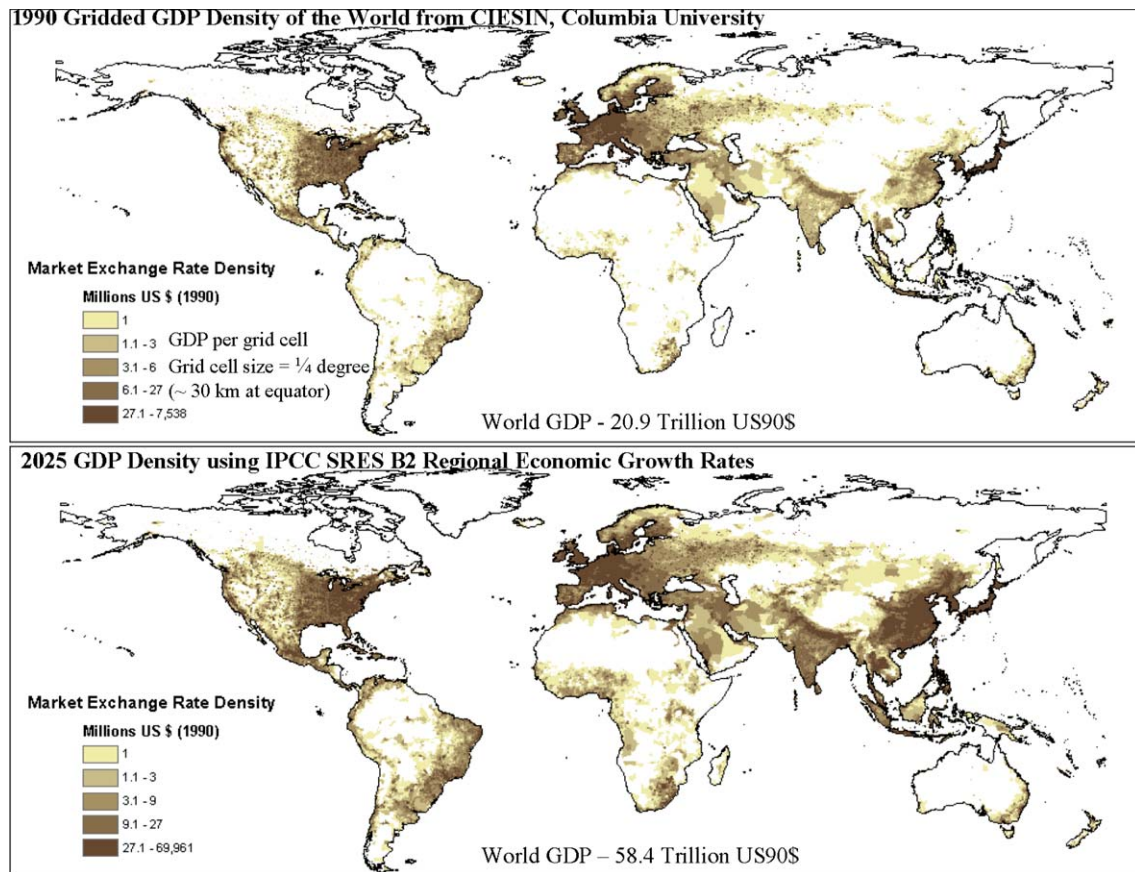 1990 Gridded GDP Density of the World from CIESIN, Columbia University
Market Exchange Rate Density
Millions US $ (1990)
1
1.1 - 3 GDP per grid cell
3.1 - 6 Grid cell size = ¼ degree
6.1 - 27 (~ 30 km at equator)
27.1 - 7,538
World GDP - 20.9 Trillion US90$
2025 GDP Density using IPCC SRES B2 Regional Economic Growth Rates
Market Exchange Rate Density
Millions US $ (1990)
1
1.1 - 3
3.1 - 9
9.1 - 27
27.1 - 69,961
World GDP – 58.4 Trillion US90$